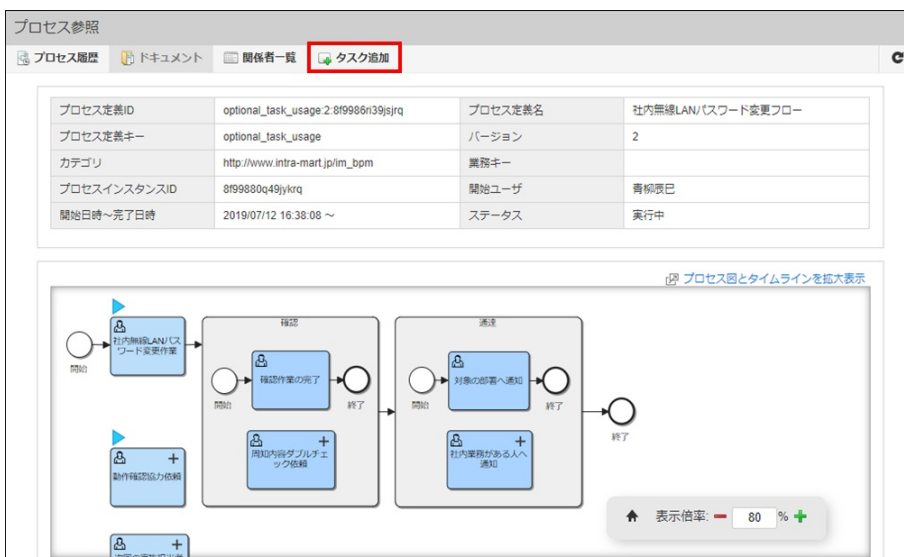 プロセス参照
プロセス履歴 ドキュメント 関係者一覧 タスク追加
プロセス定義ID optional_task_usage:2:8f9986ri39jsjrq プロセス定義名 社内無線LANパスワード変更フロー
プロセス定義キー optional_task_usage バージョン 2
カテゴリ http://www.intra-mart.jp/im_bpm 業務キー
プロセスインスタンスID 8f99880q49jykrq 開始ユーザ 青柳辰巳
開始日時～完了日時 2019/07/12 16:38:08 ～ ステータス 実行中
プロセス図とタイムラインを拡大表示
開始
社内無線LANパス
ワード変更作業
確認
開始
確認作業の完了
終了
周知内容ダブルチェ
ック依頼
通達
開始
対象の部署へ通知
終了
社内業務がある人へ
通知
終了
動作確認協力依頼
表示倍率: 80 %